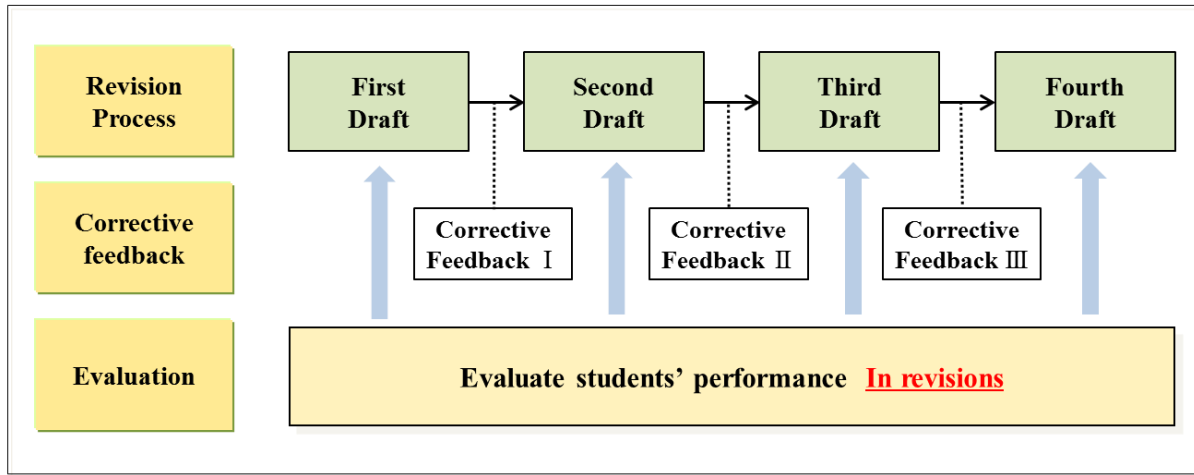 Revision
Process
First
Draft
Second
Draft
Third
Draft
Fourth
Draft
Corrective
feedback
Corrective
Feedback Ⅰ
Corrective
Feedback Ⅱ
Corrective
Feedback Ⅲ
Evaluation
Evaluate students’ performance In revisions